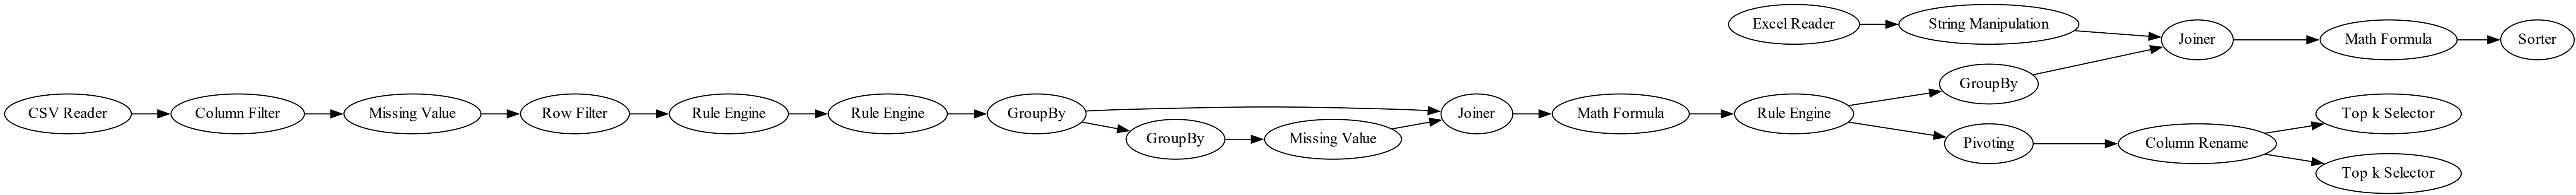 CSV Reader
Column Filter
Missing Value
Row Filter
Rule Engine
Rule Engine
GroupBy
GroupBy
Missing Value
Joiner
Math Formula
Rule Engine
Excel Reader
String Manipulation
GroupBy
Joiner
Math Formula
Sorter
Pivoting
Column Rename
Top k Selector
Top k Selector